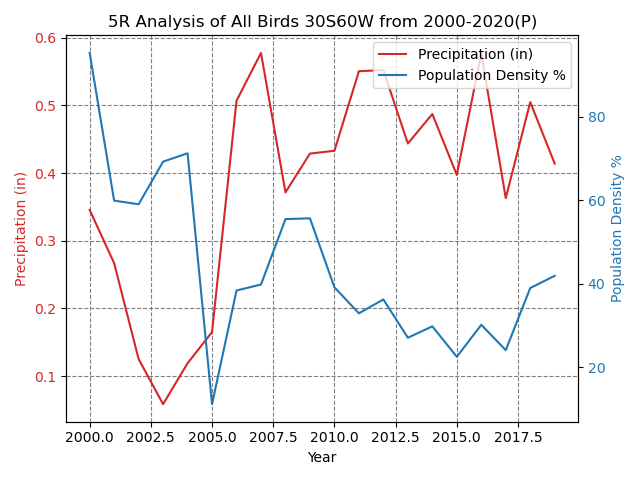 5R Analysis of All Birds 30S60W from 2000-2020(P)
Precipitation (in)
Population Density %
0.6
0.5
0.4
0.3
0.2
0.1
Precipitation (in)
80
60
40
20
Population Density %
2000.0 2002.5 2005.0 2007.5 2010.0 2012.5 2015.0 2017.5
Year